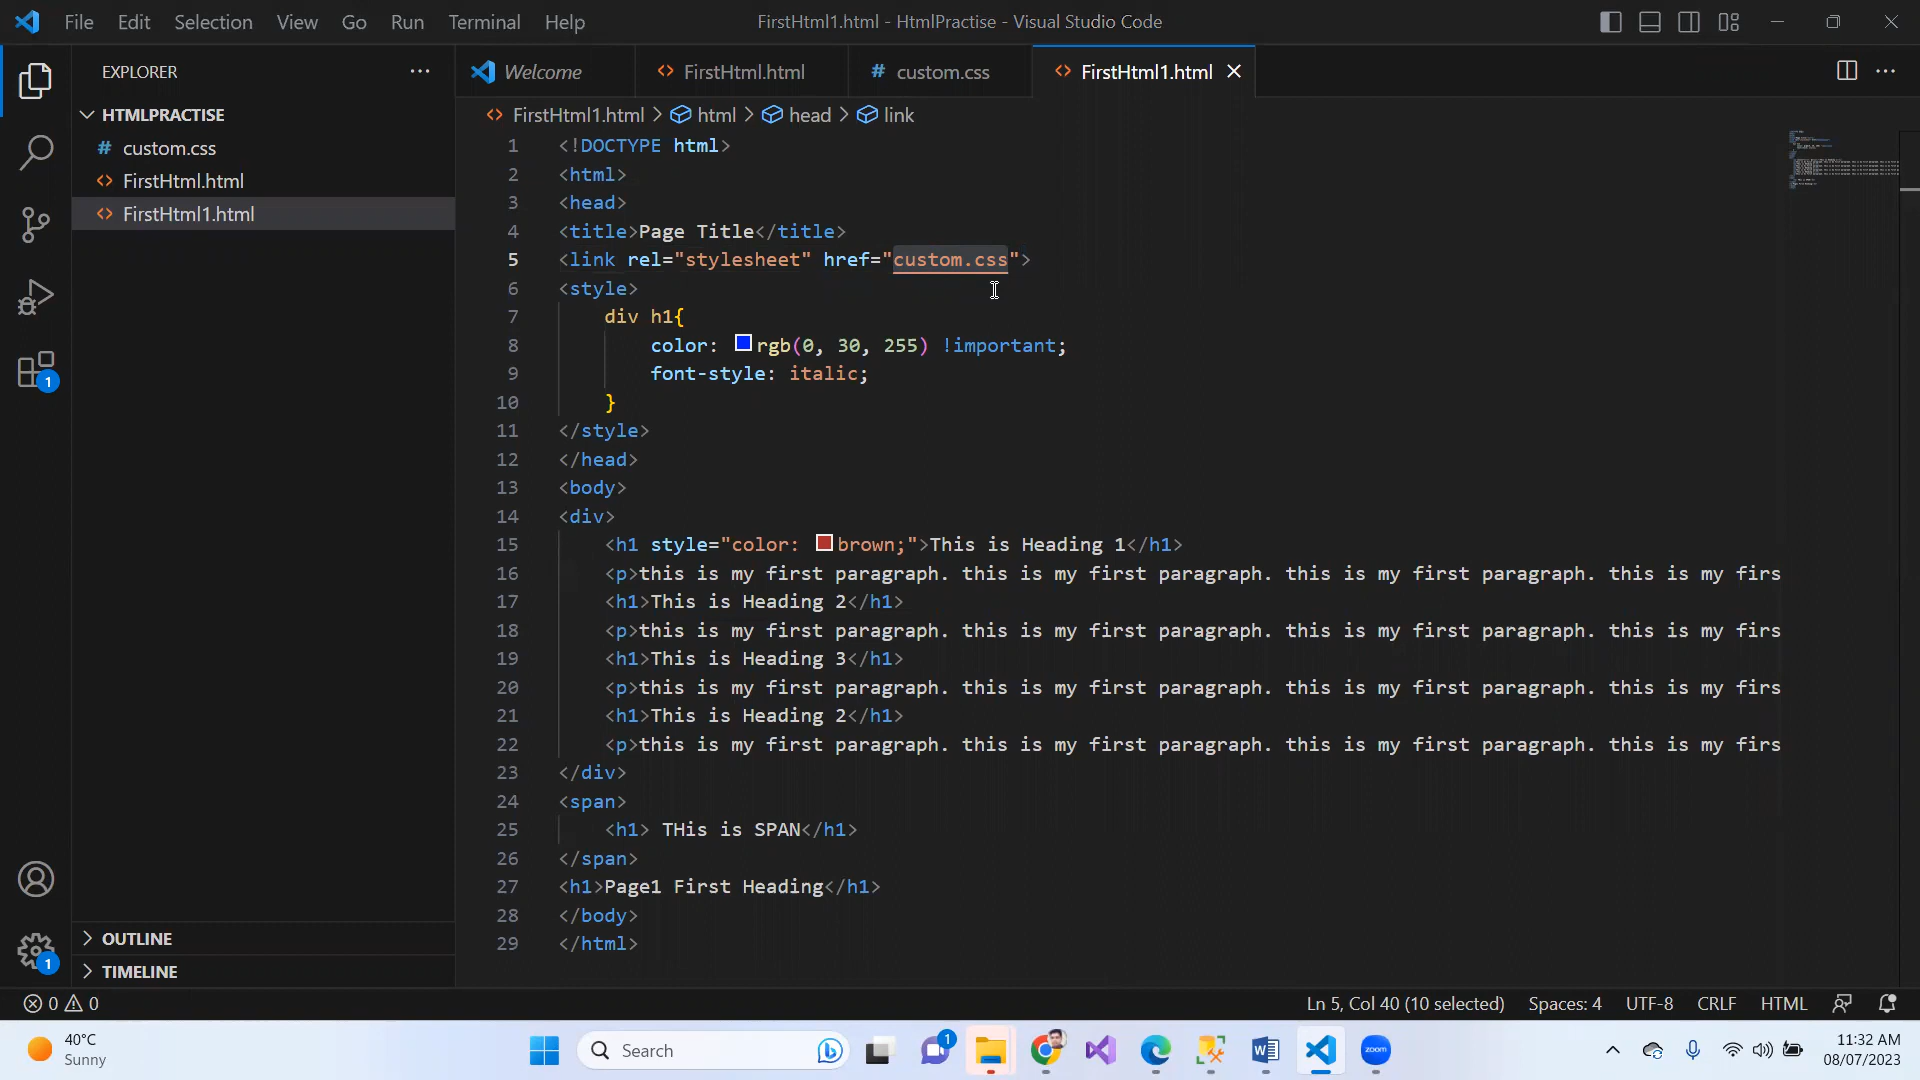 File Edit Selection View Go Run Terminal Help FirstHtml1.html - HtmlPractise - Visual Studio Code
EXPLORER
Welcome FirstHtml.html # custom.css FirstHtml1.html
HTMLPRACTISE
# custom.css
FirstHtml.html
FirstHtml1.html
FirstHtml1.html > html > head > link
1 <!DOCTYPE html>
2 <html>
3 <head>
4 <title>Page Title</title>
5 <link rel="stylesheet" href="custom.css">
6 <style>
7 div h1{
8 color: rgb(0, 30, 255) !important;
9 font-style: italic;
10 }
11 </style>
12 </head>
13 <body>
14 <div>
15 <h1 style="color: brown;">This is Heading 1</h1>
16 <p>this is my first paragraph. this is my first paragraph. this is my first paragraph. this is my firs
17 <h1>This is Heading 2</h1>
18 <p>this is my first paragraph. this is my first paragraph. this is my first paragraph. this is my firs
19 <h1>This is Heading 3</h1>
20 <p>this is my first paragraph. this is my first paragraph. this is my first paragraph. this is my firs
21 <h1>This is Heading 2</h1>
22 <p>this is my first paragraph. this is my first paragraph. this is my first paragraph. this is my firs
23 </div>
24 <span>
25 <h1> THis is SPAN</h1>
26 </span>
27 <h1>Page1 First Heading</h1>
28 </body>
29 </html>
1
1
OUTLINE
TIMELINE
0 0 Ln 5, Col 40 (10 selected) Spaces: 4 UTF-8 CRLF HTML
40°C
Sunny
Search
1
zoom
11:32 AM
08/07/2023